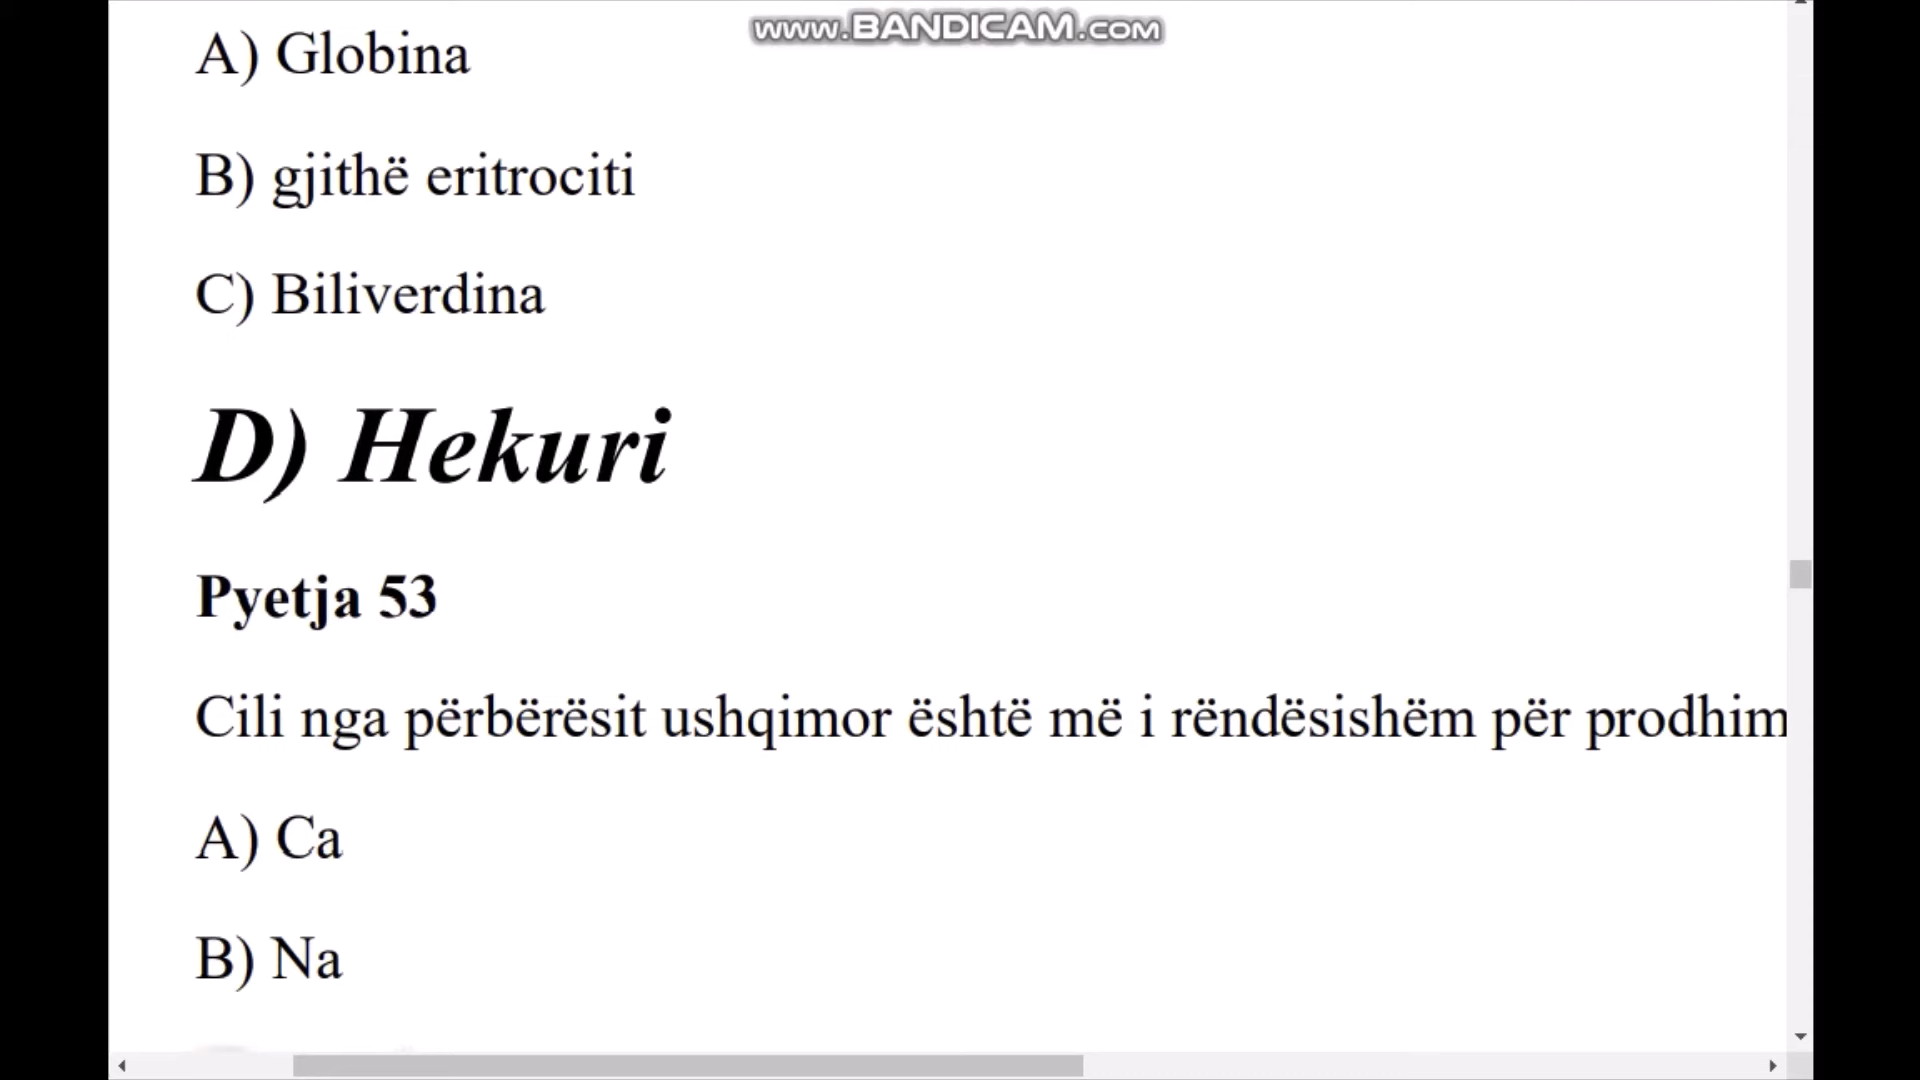 www.BANDICAM.com
A) Globina
B) gjithë eritrociti
C) Biliverdina
D) Hekuri
Pyetja 53
Cili nga përbërësit ushqimor është më i rëndësishëm për prodhim
A) Ca
B) Na